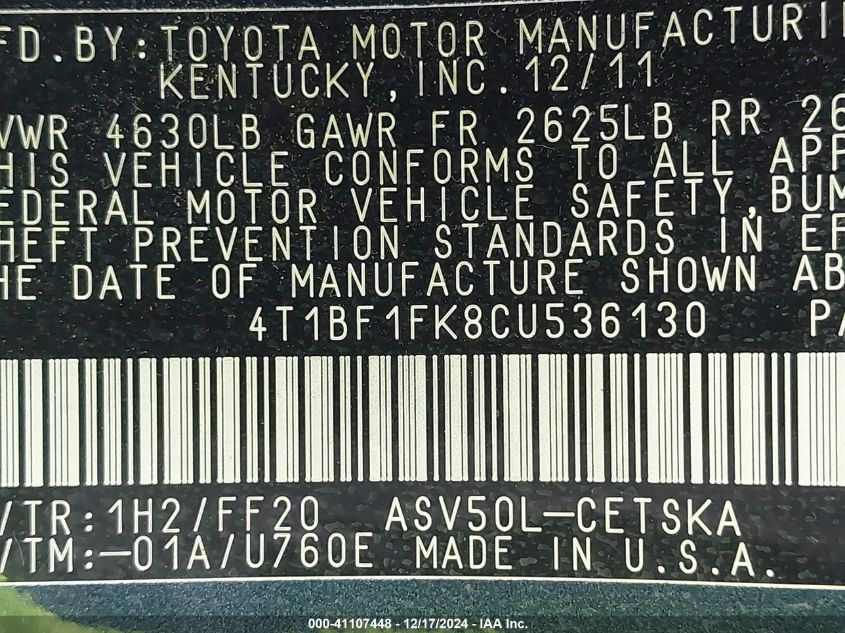 FD. BY: TOYOTA MOTOR MANUFACTURI
KENTUCKY, INC. 12/11
VWR 4630LB GAWR FR 2625LB RR 26
HIS VEHICLE CONFORMS TO ALL APP
EDERAL MOTOR VEHICLE SAFETY, BUM
HEFT PREVENTION STANDARDS IN EF
HE DATE OF MANUFACTURE SHOWN AB
4T1BF1FK8CU536130 PA
/TR: 1H2/FF20 ASV50L-CETSKA
/TM:-01A/U760E MADE IN U.S.A.
000-41107448 - 12/17/2024 - IAA Inc.